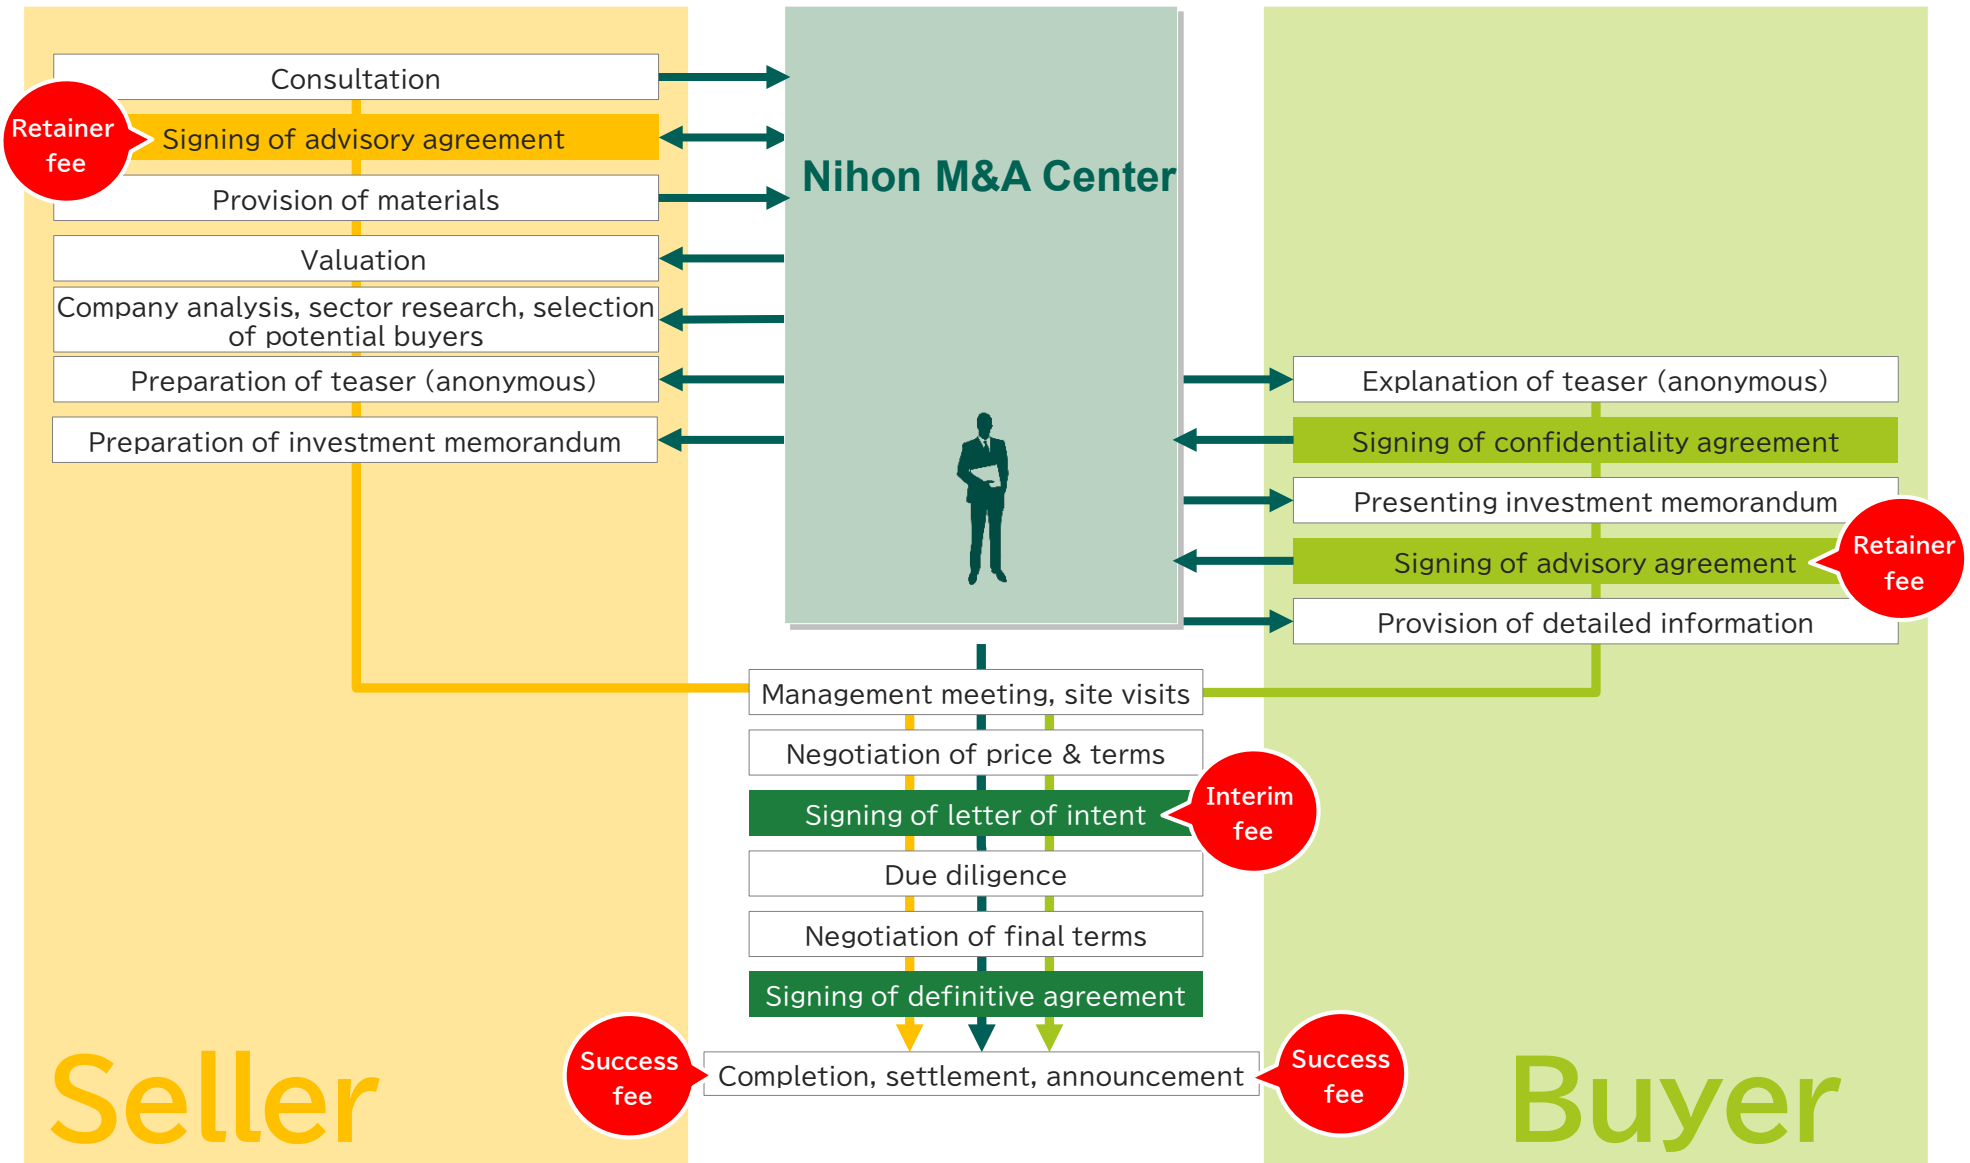 Consultation
Retainer
fee
Signing of advisory agreement
Provision of materials
Valuation
Company analysis, sector research, selection
of potential buyers
Preparation of teaser (anonymous)
Preparation of investment memorandum
Nihon M&A Center
Explanation of teaser (anonymous)
Signing of confidentiality agreement
Presenting investment memorandum
Signing of advisory agreement
Retainer
fee
Provision of detailed information
Management meeting, site visits
Negotiation of price & terms
Signing of letter of intent
Interim
fee
Due diligence
Negotiation of final terms
Signing of definitive agreement
Success
fee
Completion, settlement, announcement
Success
fee
Seller
Buyer